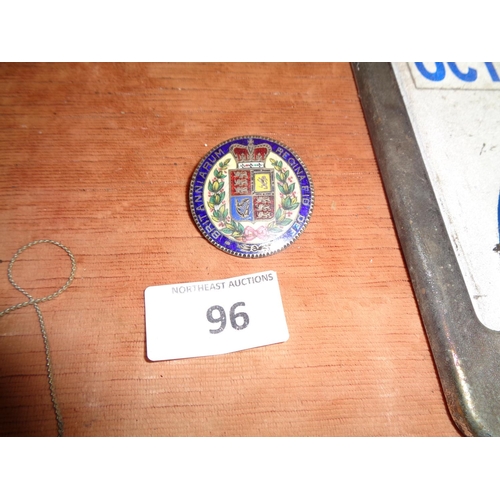 BRITANNIARUM REGINA FID DEF
NORTHEAST AUCTIONS
96